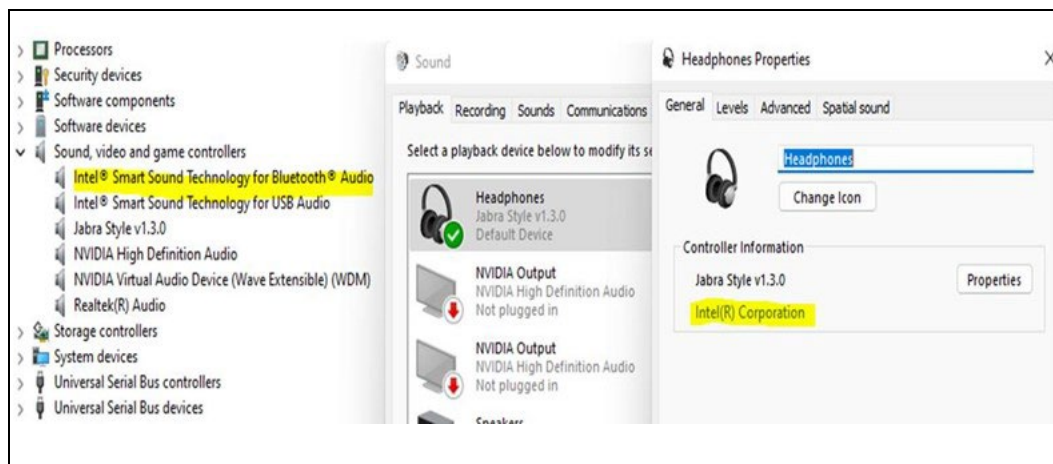 Processors
Security devices
Software components
Software devices
Sound, video and game controllers
Intel® Smart Sound Technology for Bluetooth® Audio
Intel® Smart Sound Technology for USB Audio
Jabra Style v1.3.0
NVIDIA High Definition Audio
NVIDIA Virtual Audio Device (Wave Extensible) (WDM)
Realtek(R) Audio
Storage controllers
System devices
Universal Serial Bus controllers
Universal Serial Bus devices
Sound
Playback Recording Sounds Communications
Select a playback device below to modify its se
Headphones
Jabra Style v1.3.0
Default Device
NVIDIA Output
NVIDIA High Definition Audio
Not plugged in
NVIDIA Output
NVIDIA High Definition Audio
Not plugged in
Speakers
Headphones Properties
General Levels Advanced Spatial sound
Headphones
Change Icon
Controller Information
Jabra Style v1.3.0 Properties
Intel(R) Corporation